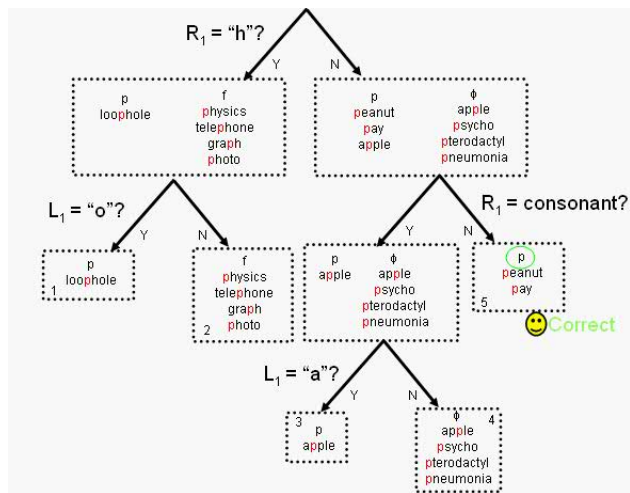 R1 = “h”?
Y N
p f
loophole physics
telephone
graph
photo
p ϕ
peanut apple
pay psycho
apple pterodactyl
pneumonia
L1 = “o”?
R1 = consonant?
Y N
Y N
p
loophole
1
f
physics
telephone
graph
photo
2
p ϕ
apple apple
psycho
pterodactyl
pneumonia
p
peanut
pay
5
Correct
L1 = “a”?
Y N
3
p
apple
ϕ 4
apple
psycho
pterodactyl
pneumonia